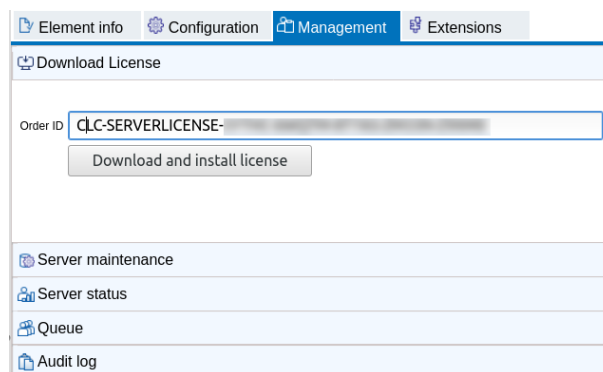 Element info Configuration Management Extensions
Download License
Order ID CLC-SERVERLICENSE-
Download and install license
Server maintenance
Server status
Queue
Audit log